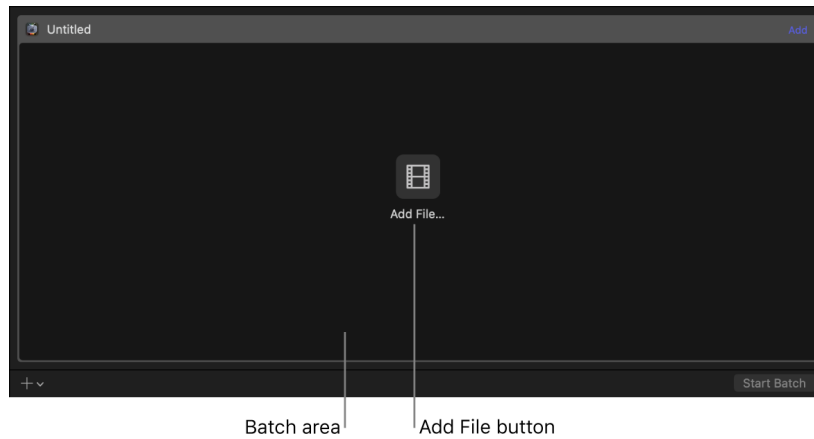 Untitled
Add
Add File...
Start Batch
Batch area
Add File button